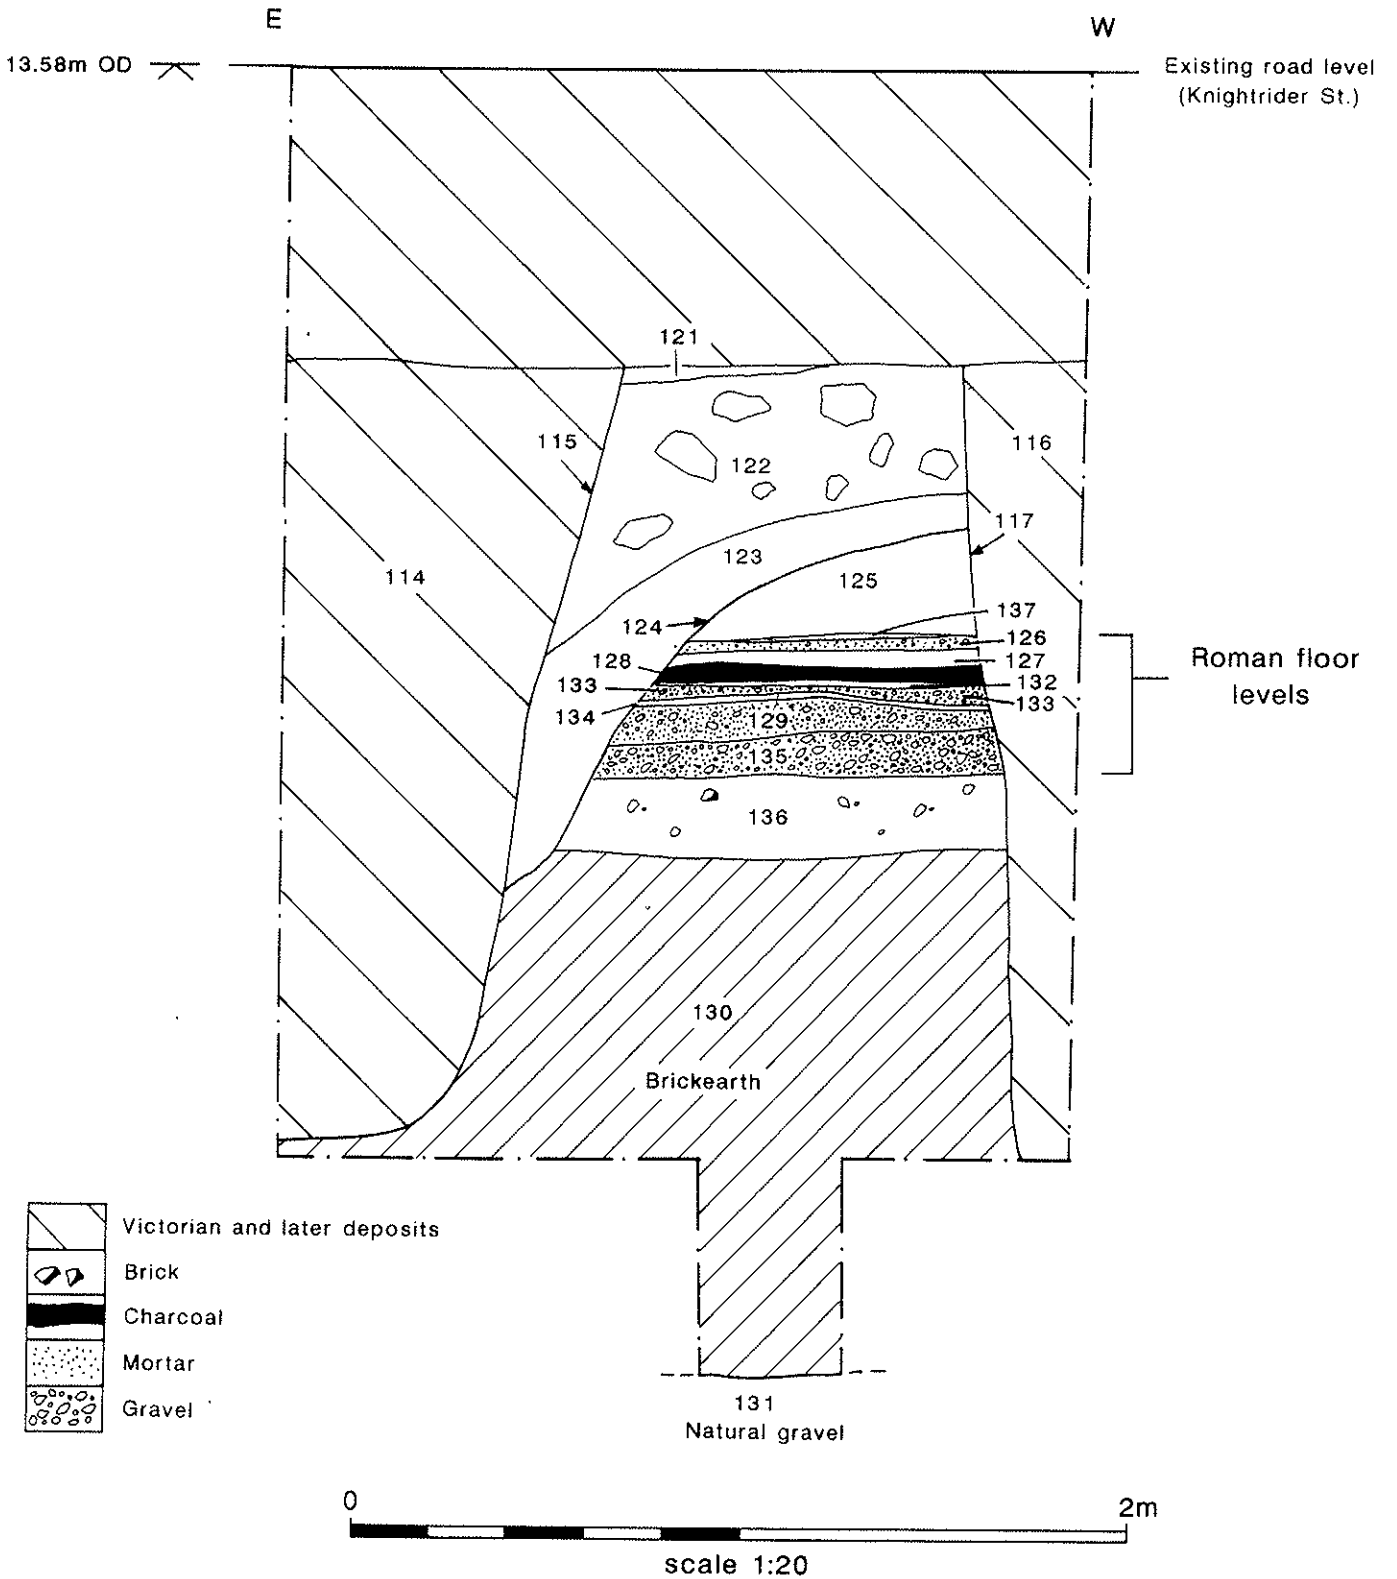 E
W
13.58m OD
Existing road level
(Knightrider St.)
121
115
116
122
117
123
114
125
124
137
126
128
127
Roman floor
levels
133
132
133
134
129
135
136
130
Brickearth
Victorian and later deposits
Brick
Charcoal
Mortar
Gravel
131
Natural gravel
0
2m
scale 1:20